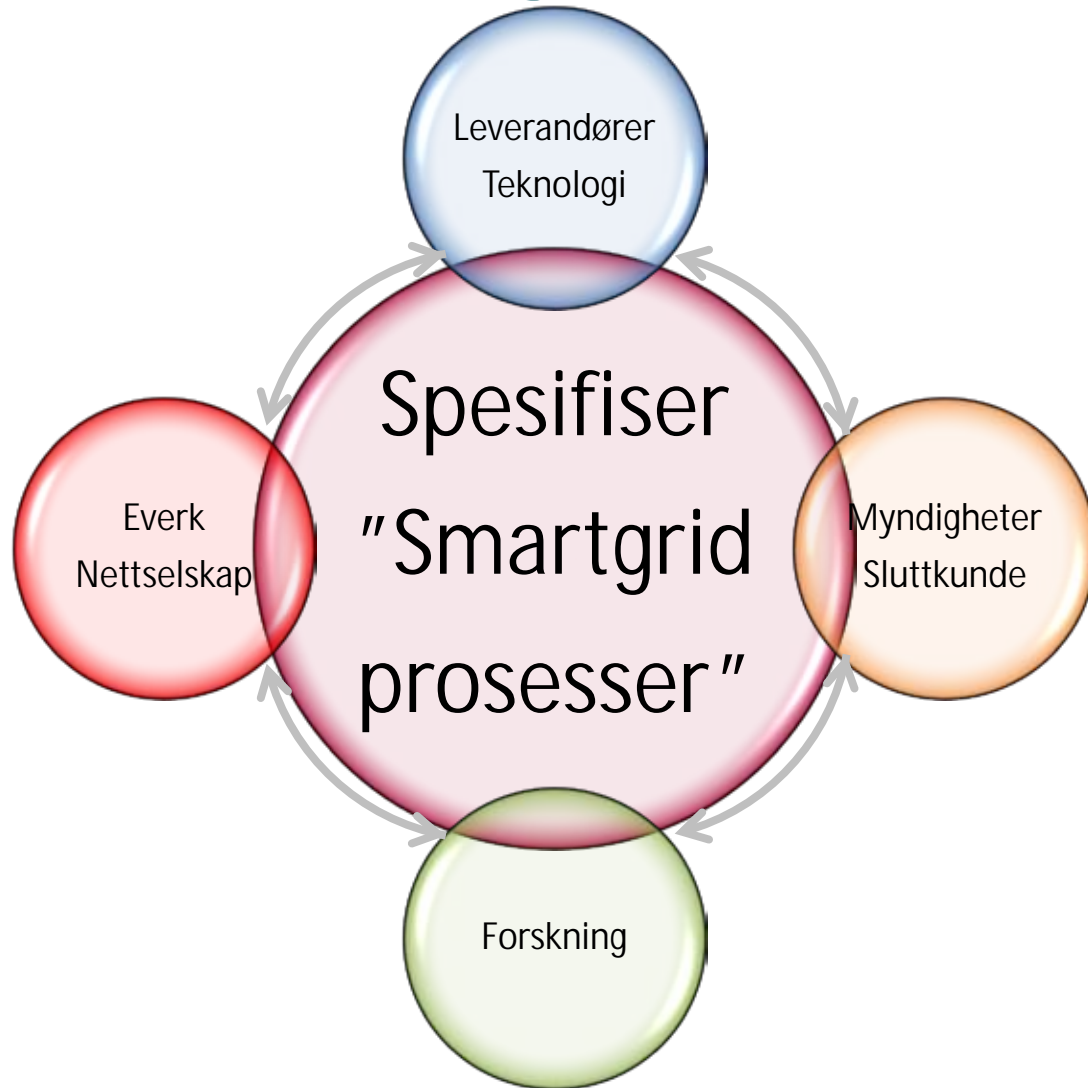 Leverandører
Teknologi
Spesifiser
"Smartgrid
prosesser"
Everk
Nettselskap
Myndigheter
Sluttkunde
Forskning